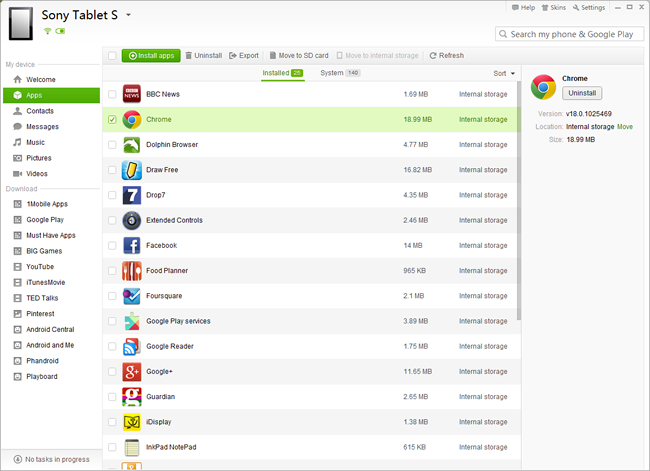 Sony Tablet S
Help Skins Settings
Search my phone & Google Play
My device
Welcome
Apps
Contacts
Messages
Music
Pictures
Videos
Download
1Mobile Apps
Google Play
Must Have Apps
BIG Games
YouTube
iTunesMovie
TED Talks
Pinterest
Android Central
Android and Me
Phandroid
Playboard
No tasks in progress
Install apps Uninstall Export Move to SD card Move to internal storage Refresh
Installed 25 System 140 Sort
BBC NEWS BBC News 1.69 MB Internal storage
Chrome 18.99 MB Internal storage
Dolphin Browser 4.77 MB Internal storage
Draw Free 16.82 MB Internal storage
7 Drop7 4.35 MB Internal storage
Extended Controls 2.46 MB Internal storage
f Facebook 14 MB Internal storage
Food Planner 965 KB Internal storage
Foursquare 2.1 MB Internal storage
Google Play services 3.89 MB Internal storage
Google Reader 1.75 MB Internal storage
g+ Google+ 11.65 MB Internal storage
Guardian 2.65 MB Internal storage
iDisplay 1.38 MB Internal storage
InkPad NotePad 615 KB Internal storage
Chrome
Uninstall
Version: v18.0.1025469
Location: Internal storage Move
Size: 18.99 MB